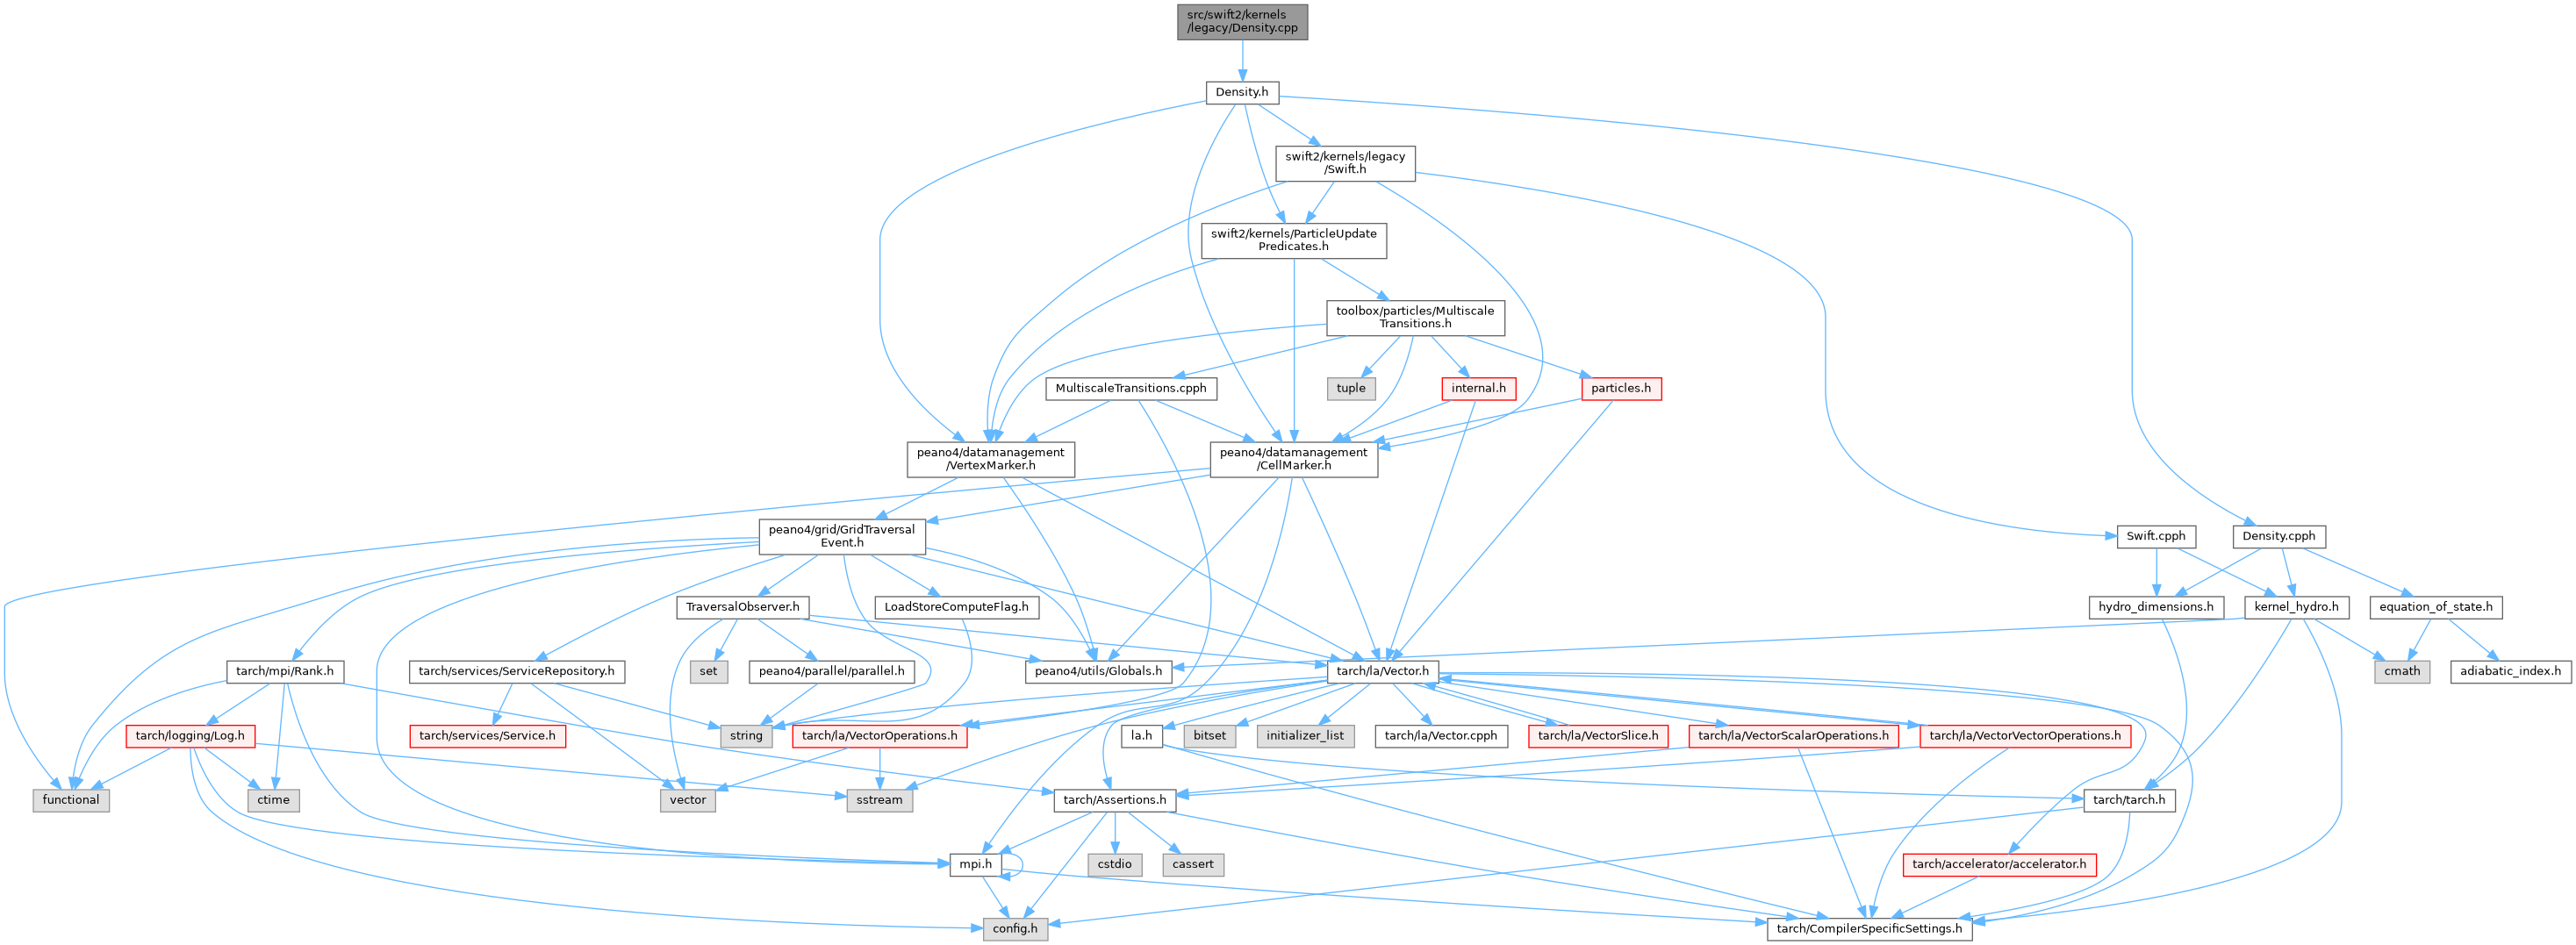 src/swift2/kernels
/legacy/Density.cpp
Density.h
swift2/kernels/legacy
/Swift.h
swift2/kernels/ParticleUpdate
Predicates.h
toolbox/particles/Multiscale
Transitions.h
MultiscaleTransitions.cpph
tuple
internal.h
particles.h
peano4/datamanagement
/VertexMarker.h
peano4/datamanagement
/CellMarker.h
peano4/grid/GridTraversal
Event.h
Swift.cpph
Density.cpph
TraversalObserver.h
LoadStoreComputeFlag.h
hydro_dimensions.h
kernel_hydro.h
equation_of_state.h
tarch/mpi/Rank.h
tarch/services/ServiceRepository.h
set
peano4/parallel/parallel.h
peano4/utils/Globals.h
tarch/la/Vector.h
cmath
adiabatic_index.h
tarch/logging/Log.h
tarch/services/Service.h
string
tarch/la/VectorOperations.h
la.h
bitset
initializer_list
tarch/la/Vector.cpph
tarch/la/VectorSlice.h
tarch/la/VectorScalarOperations.h
tarch/la/VectorVectorOperations.h
functional
ctime
vector
sstream
tarch/Assertions.h
tarch/tarch.h
mpi.h
cstdio
cassert
tarch/accelerator/accelerator.h
config.h
tarch/CompilerSpecificSettings.h